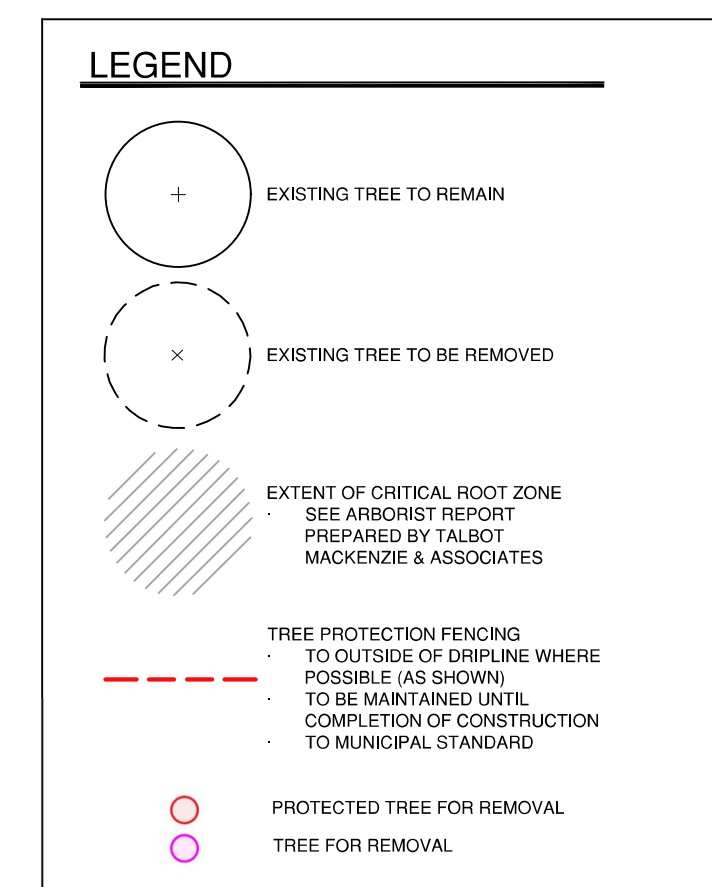 LEGEND
EXISTING TREE TO REMAIN
EXISTING TREE TO BE REMOVED
EXTENT OF CRITICAL ROOT ZONE
· SEE ARBORIST REPORT
PREPARED BY TALBOT
MACKENZIE & ASSOCIATES
TREE PROTECTION FENCING
· TO OUTSIDE OF DRIPLINE WHERE
POSSIBLE (AS SHOWN)
· TO BE MAINTAINED UNTIL
COMPLETION OF CONSTRUCTION
· TO MUNICIPAL STANDARD
PROTECTED TREE FOR REMOVAL
TREE FOR REMOVAL